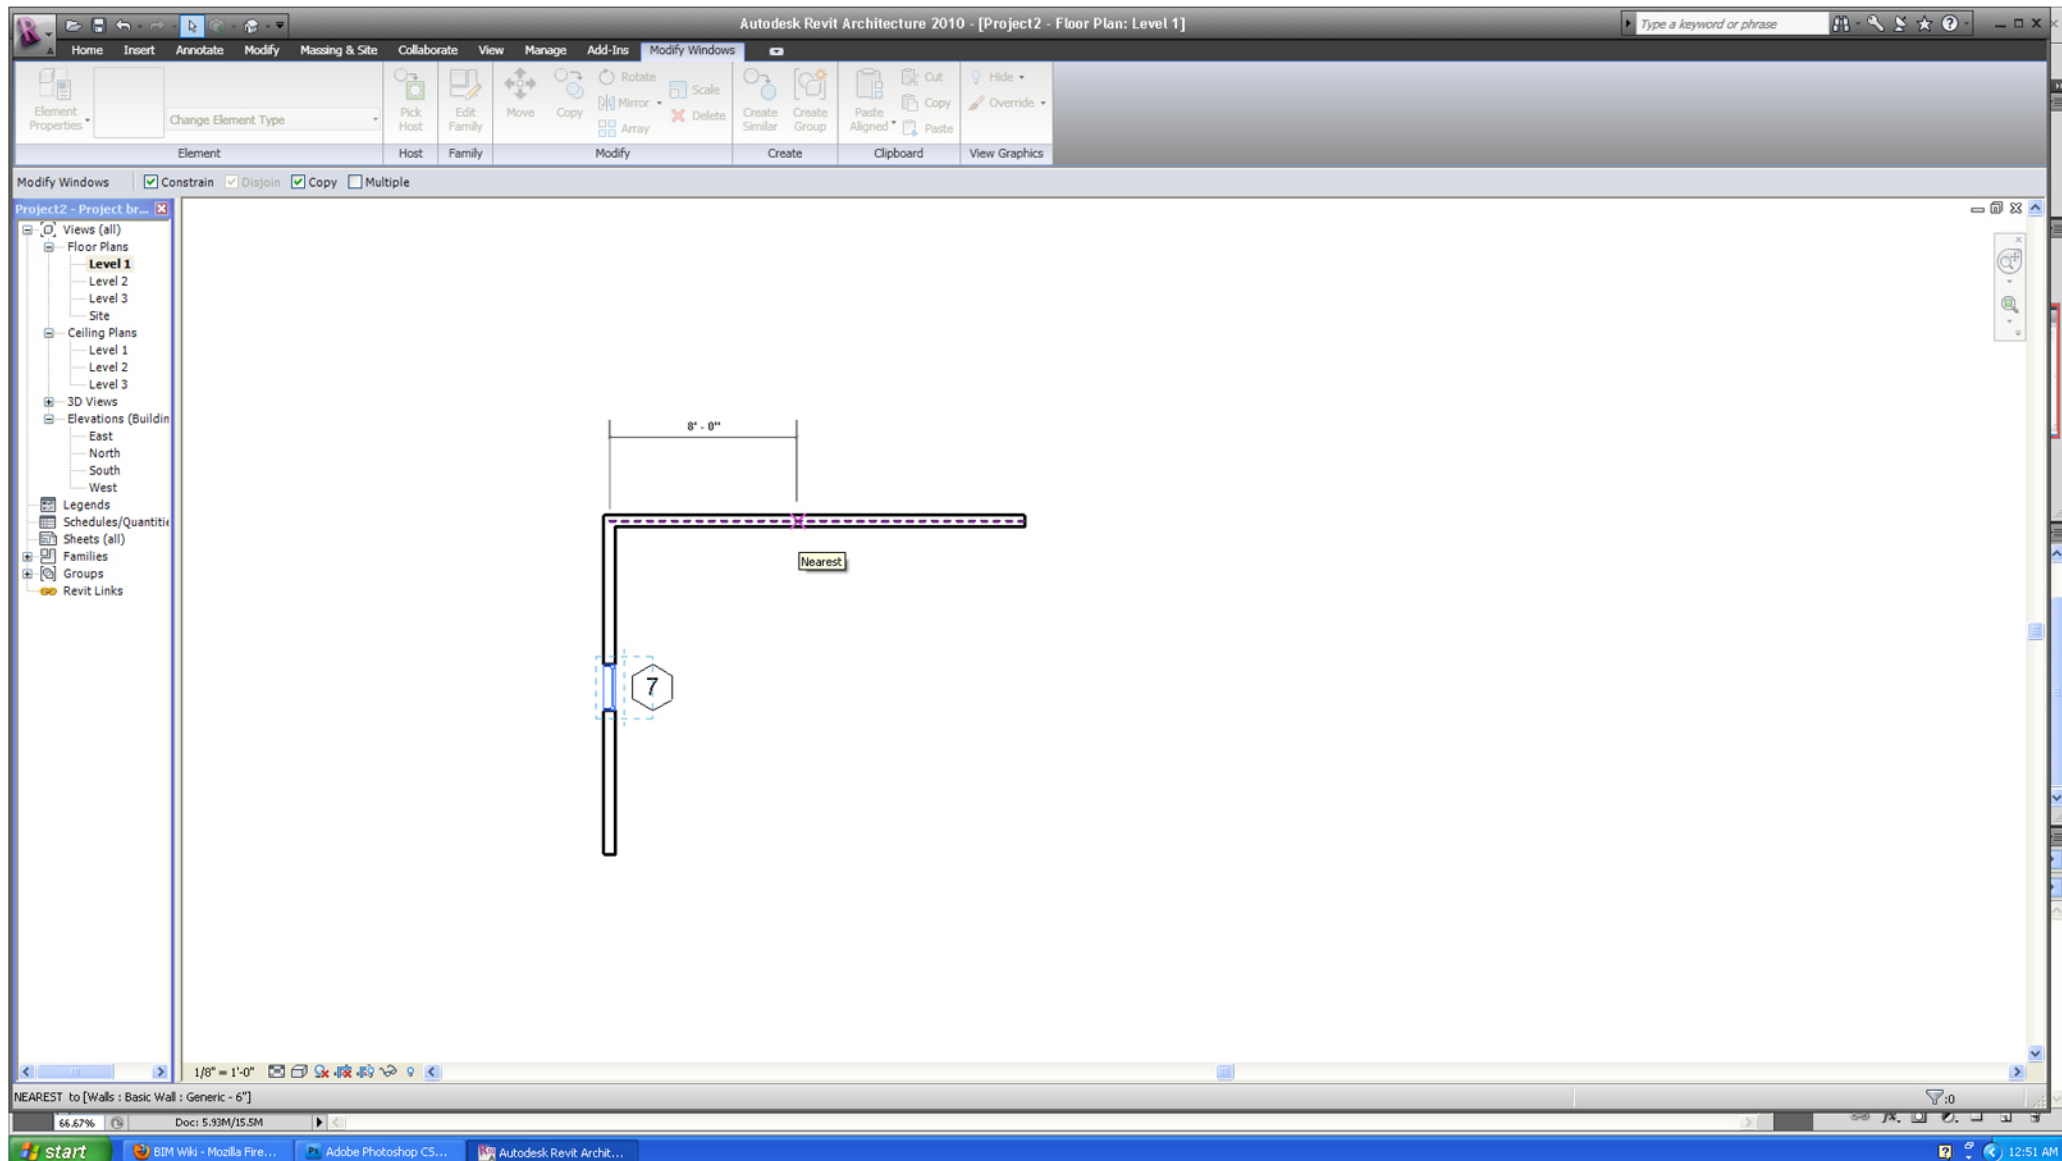 Autodesk Revit Architecture 2010 - [Project2 - Floor Plan: Level 1]
Type a keyword or phrase
Home Insert Annotate Modify Massing & Site Collaborate View Manage Add-Ins Modify Windows
Element Properties
Change Element Type
Pick Host
Edit Family
Move
Copy
Rotate
Mirror
Array
Scale
Delete
Create Similar
Create Group
Paste Aligned
Cut
Copy
Paste
Hide
Override
Element Host Family Modify Create Clipboard View Graphics
Modify Windows Constrain Disjoin Copy Multiple
Project2 - Project br...
Views (all)
Floor Plans
Level 1
Level 2
Level 3
Site
Ceiling Plans
Level 1
Level 2
Level 3
3D Views
Elevations (Buildin
East
North
South
West
Legends
Schedules/Quantitie
Sheets (all)
Families
Groups
Revit Links
8' - 0"
Nearest
7
1/8" = 1'-0"
NEAREST to [Walls : Basic Wall : Generic - 6"]
:0
66.67% Doc: 5.93M/15.5M
start BIM Wiki - Mozilla Fire... Adobe Photoshop CS... Autodesk Revit Archit... 12:51 AM